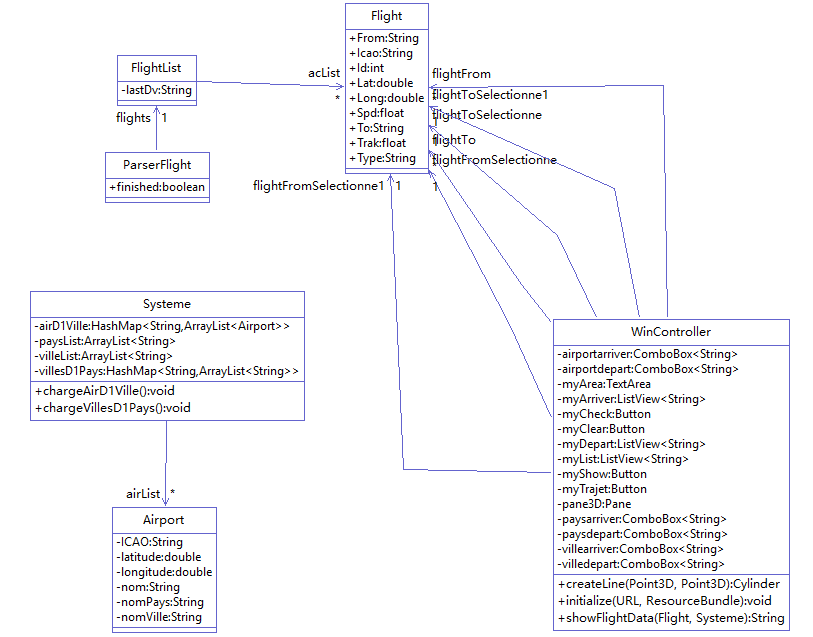 Flight
+From:String
+Icao:String
+Id:int
+Lat:double
+Long:double
+Spd:float
+To:String
+Trak:float
+Type:String
FlightList
-lastDv:String
acList
*
flights
1
ParserFlight
+finished:boolean
flightFrom
flightToSelectionne1
flightToSelectionne
flightTo
flightFromSelectionne
1
flightFromSelectionne1
1
Systeme
-airD1Ville:HashMap<String,ArrayList<Airport>>
-paysList:ArrayList<String>
-villeList:ArrayList<String>
-villesD1Pays:HashMap<String,ArrayList<String>>
+chargeAirD1Ville():void
+chargeVillesD1Pays():void
airList
*
Airport
-ICAO:String
-latitude:double
-longitude:double
-nom:String
-nomPays:String
-nomVille:String
WinController
-airportarriver:ComboBox<String>
-airportdepart:ComboBox<String>
-myArea:TextArea
-myArriver:ListView<String>
-myCheck:Button
-myClear:Button
-myDepart:ListView<String>
-myList:ListView<String>
-myShow:Button
-myTrajet:Button
-pane3D:Pane
-paysarriver:ComboBox<String>
-paysdepart:ComboBox<String>
-villearriver:ComboBox<String>
-villedepart:ComboBox<String>
+createLine(Point3D, Point3D):Cylinder
+initialize(URL, ResourceBundle):void
+showFlightData(Flight, Systeme):String